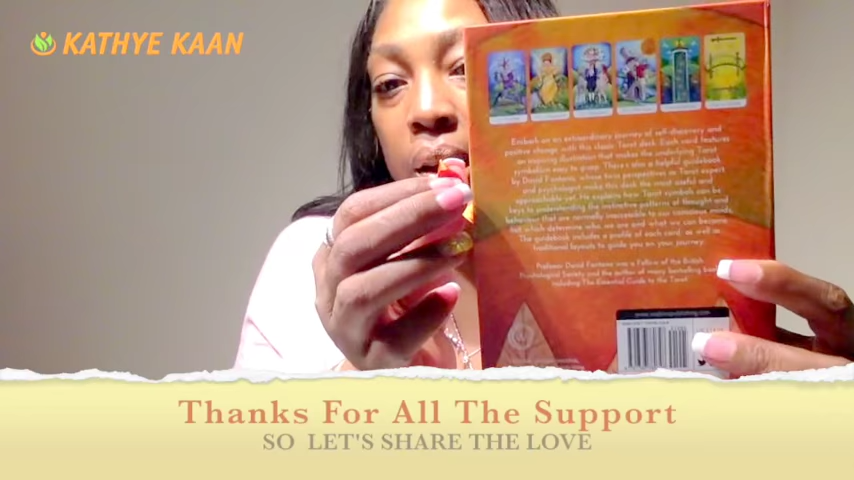 KATHYE KAAN
Embark on an extraordinary journey of self-discovery and
positive change with this classic Tarot deck. Each card features
an inspiring illustration that makes the underlying Tarot
symbolism easy to grasp. There's also a helpful guidebook
by David Fontana, whose twin perspectives as Tarot expert
and psychologist make this deck the most useful and
approachable yet. He explains how Tarot symbols can be
keys to understanding the instinctive patterns of thought and
behaviour that are normally inaccessible to our conscious minds
but which determine who we are and what we can become.
The guidebook includes a profile of each card, as well as
traditional layouts to guide you on your journey.
Professor David Fontana was a Fellow of the British
Psychological Society and the author of many bestselling
including The Essential Guide to the Tarot.
Thanks For All The Support
SO LET'S SHARE THE LOVE